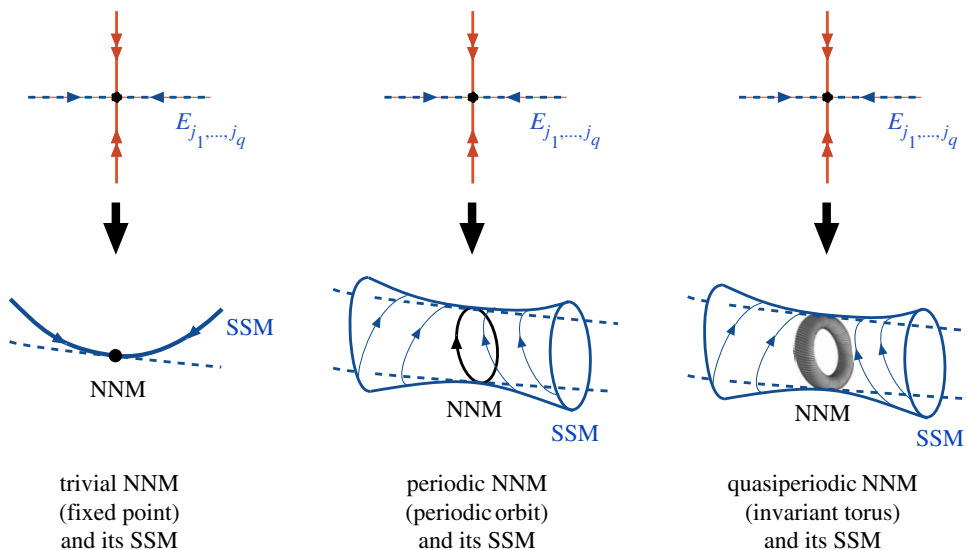 E_{j_1,...,j_q}
E_{j_1,...,j_q}
E_{j_1,...,j_q}
SSM
NNM
NNM
SSM
NNM
SSM
trivial NNM
(fixed point)
and its SSM
periodic NNM
(periodic orbit)
and its SSM
quasiperiodic NNM
(invariant torus)
and its SSM